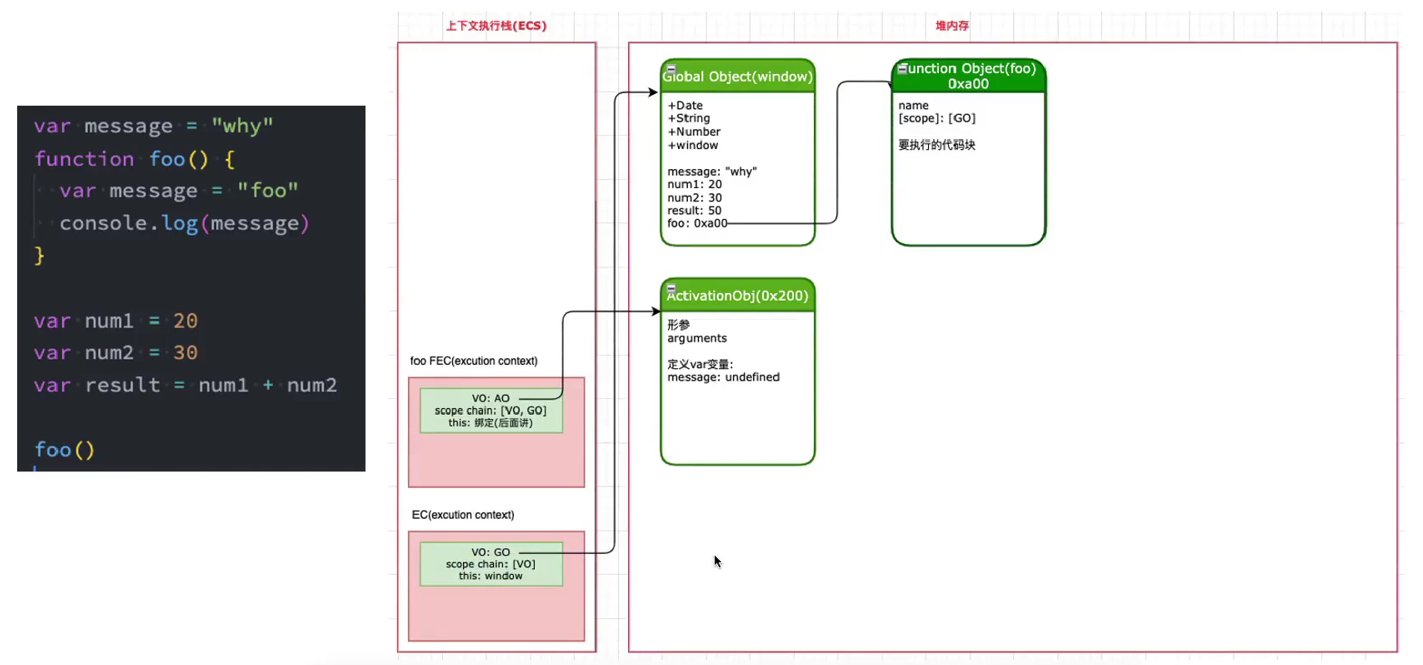 var message = "why"
function foo() {
var message = "foo"
console.log(message)
}
var num1 = 20
var num2 = 30
var result = num1 + num2
foo()
上下文执行栈(ECS)
foo FEC(excution context)
VO: AO
scope chain: [VO, GO]
this: 绑定(后面讲)
EC(excution context)
VO: GO
scope chain: [VO]
this: window
堆内存
Global Object(window)
+Date
+String
+Number
+window
message: "why"
num1: 20
num2: 30
result: 50
foo: 0xa00
Function Object(foo)
0xa00
name
[scope]: [GO]
要执行的代码块
ActivationObj(0x200)
形参
arguments
定义var变量:
message: undefined